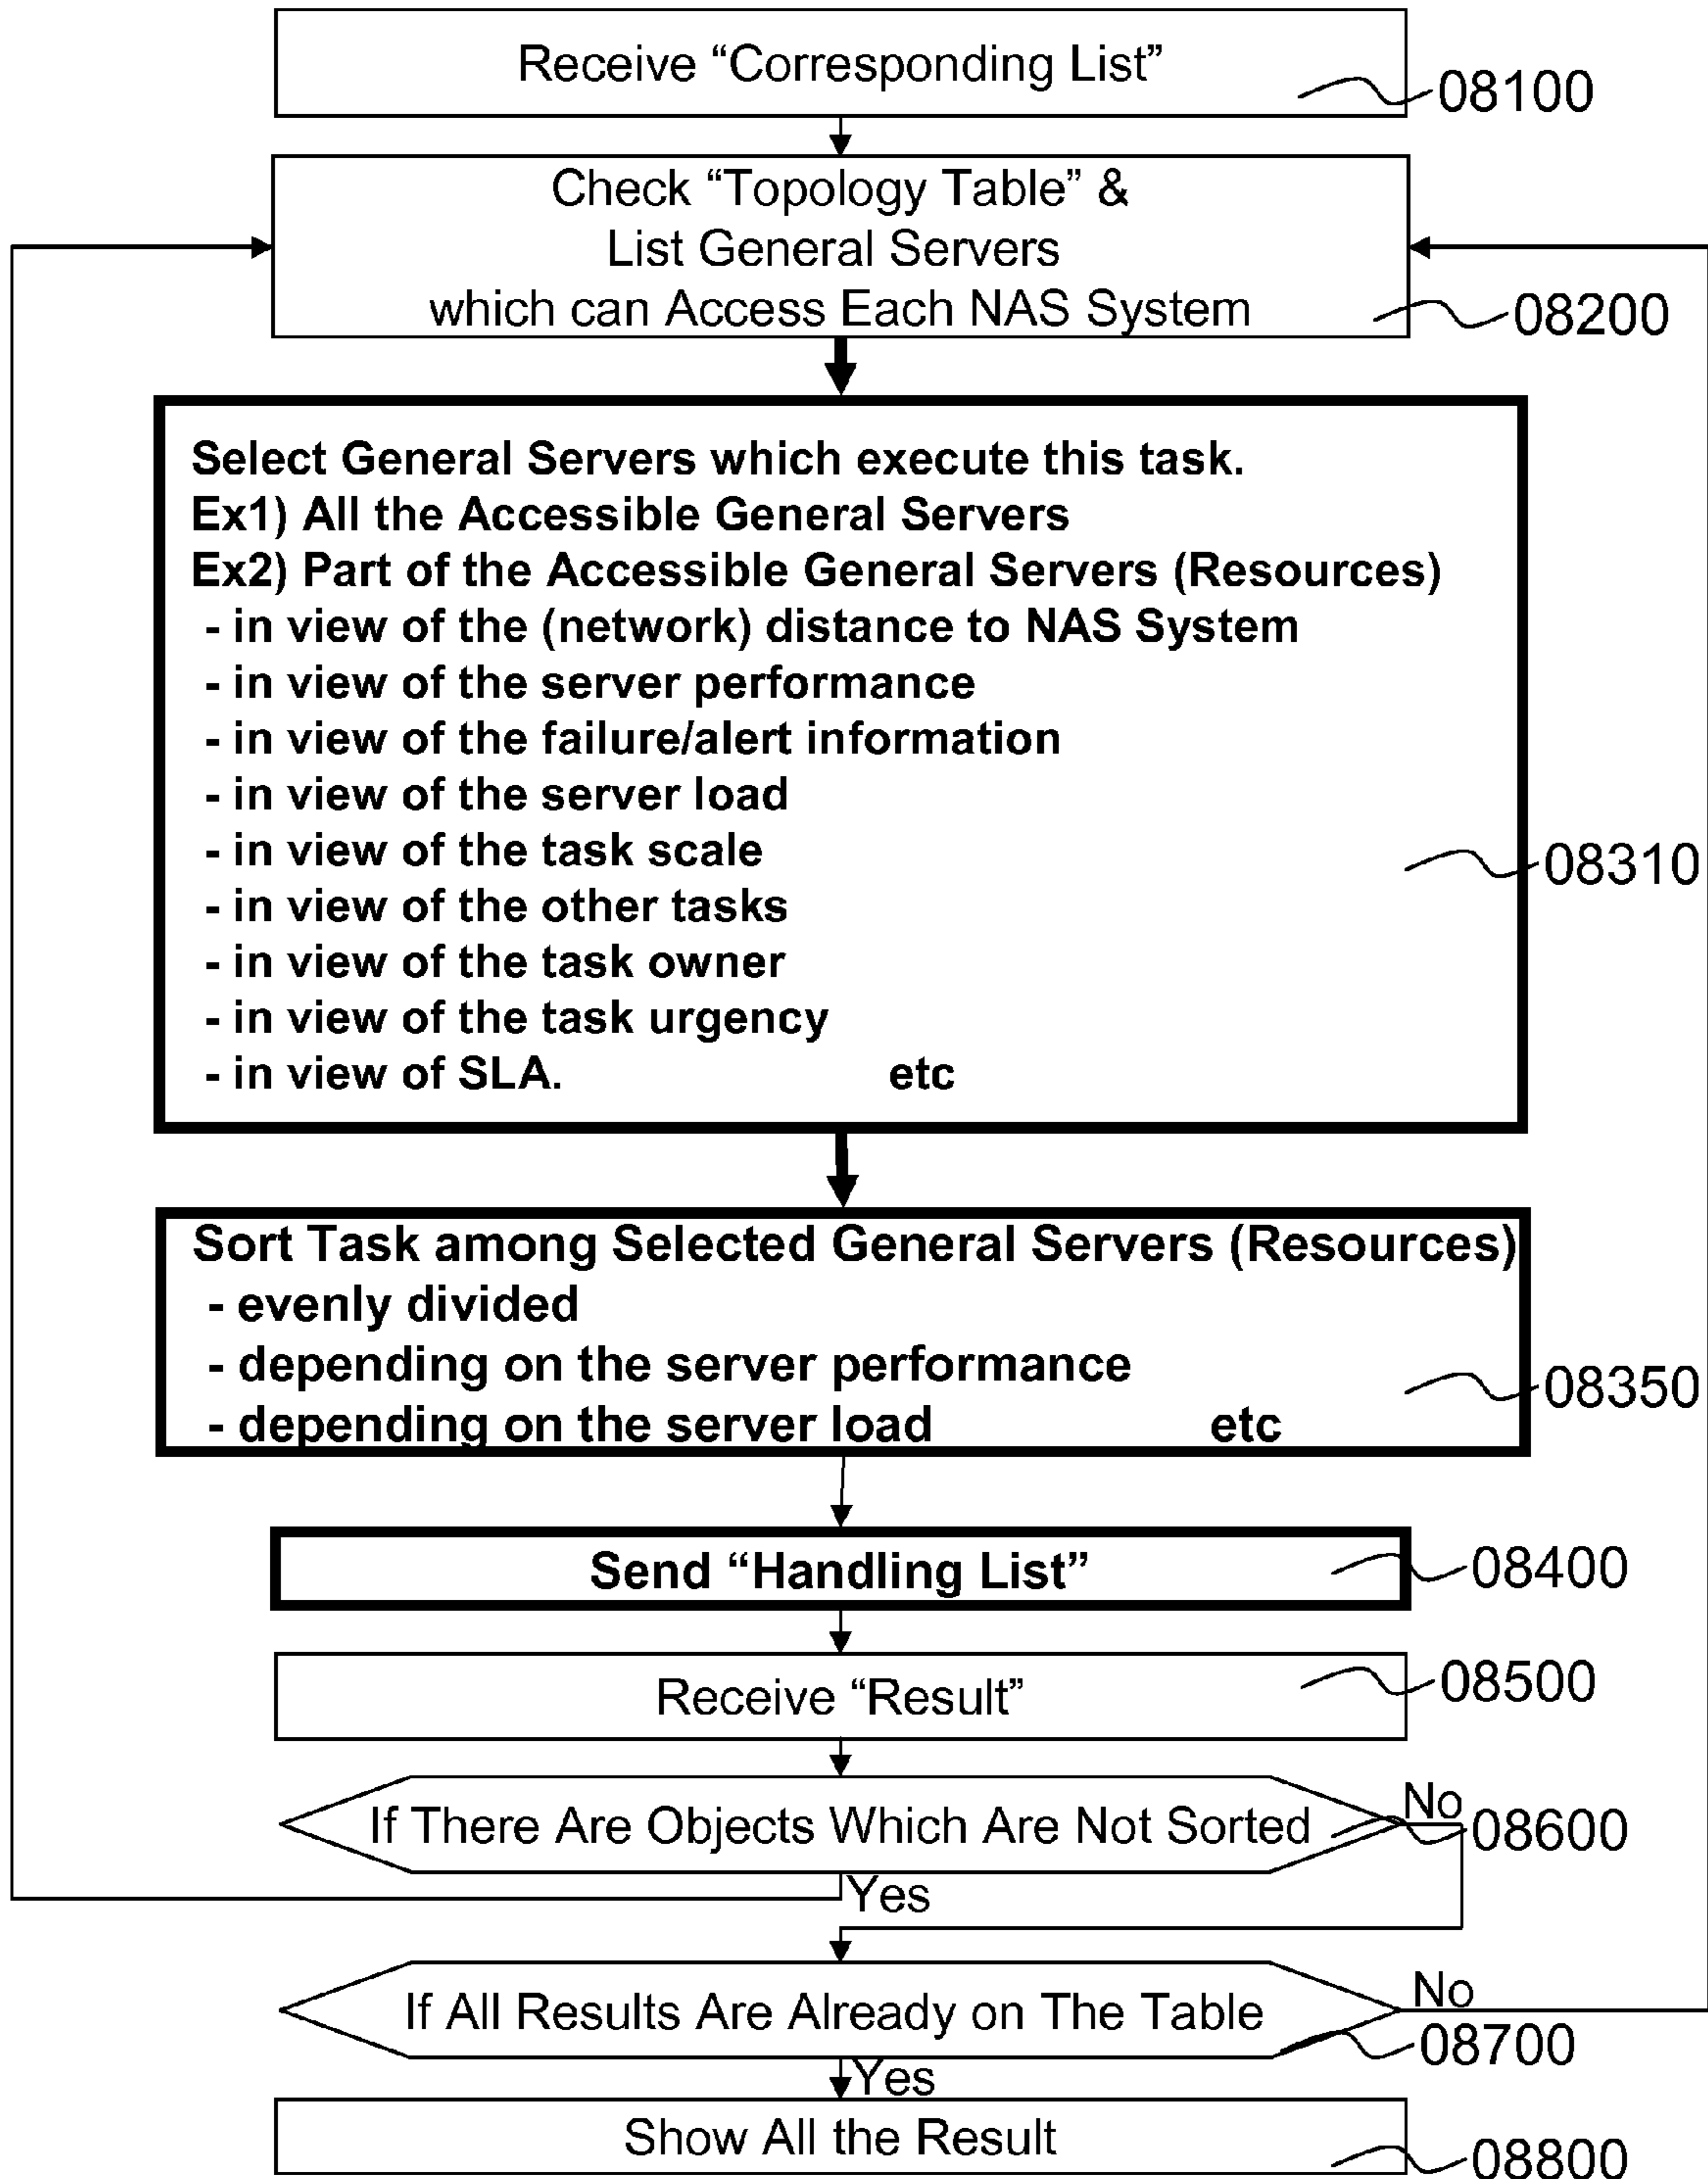 Receive “Corresponding List”
08100
Check “Topology Table” &
List General Servers
which can Access Each NAS System
08200
Select General Servers which execute this task.
Ex1) All the Accessible General Servers
Ex2) Part of the Accessible General Servers (Resources)
- in view of the (network) distance to NAS System
- in view of the server performance
- in view of the failure/alert information
- in view of the server load
- in view of the task scale
- in view of the other tasks
- in view of the task owner
- in view of the task urgency
- in view of SLA. etc
08310
Sort Task among Selected General Servers (Resources)
- evenly divided
- depending on the server performance
- depending on the server load etc
08350
Send “Handling List”
08400
Receive “Result”
08500
If There Are Objects Which Are Not Sorted
No
08600
Yes
If All Results Are Already on The Table
No
08700
Yes
Show All the Result
08800